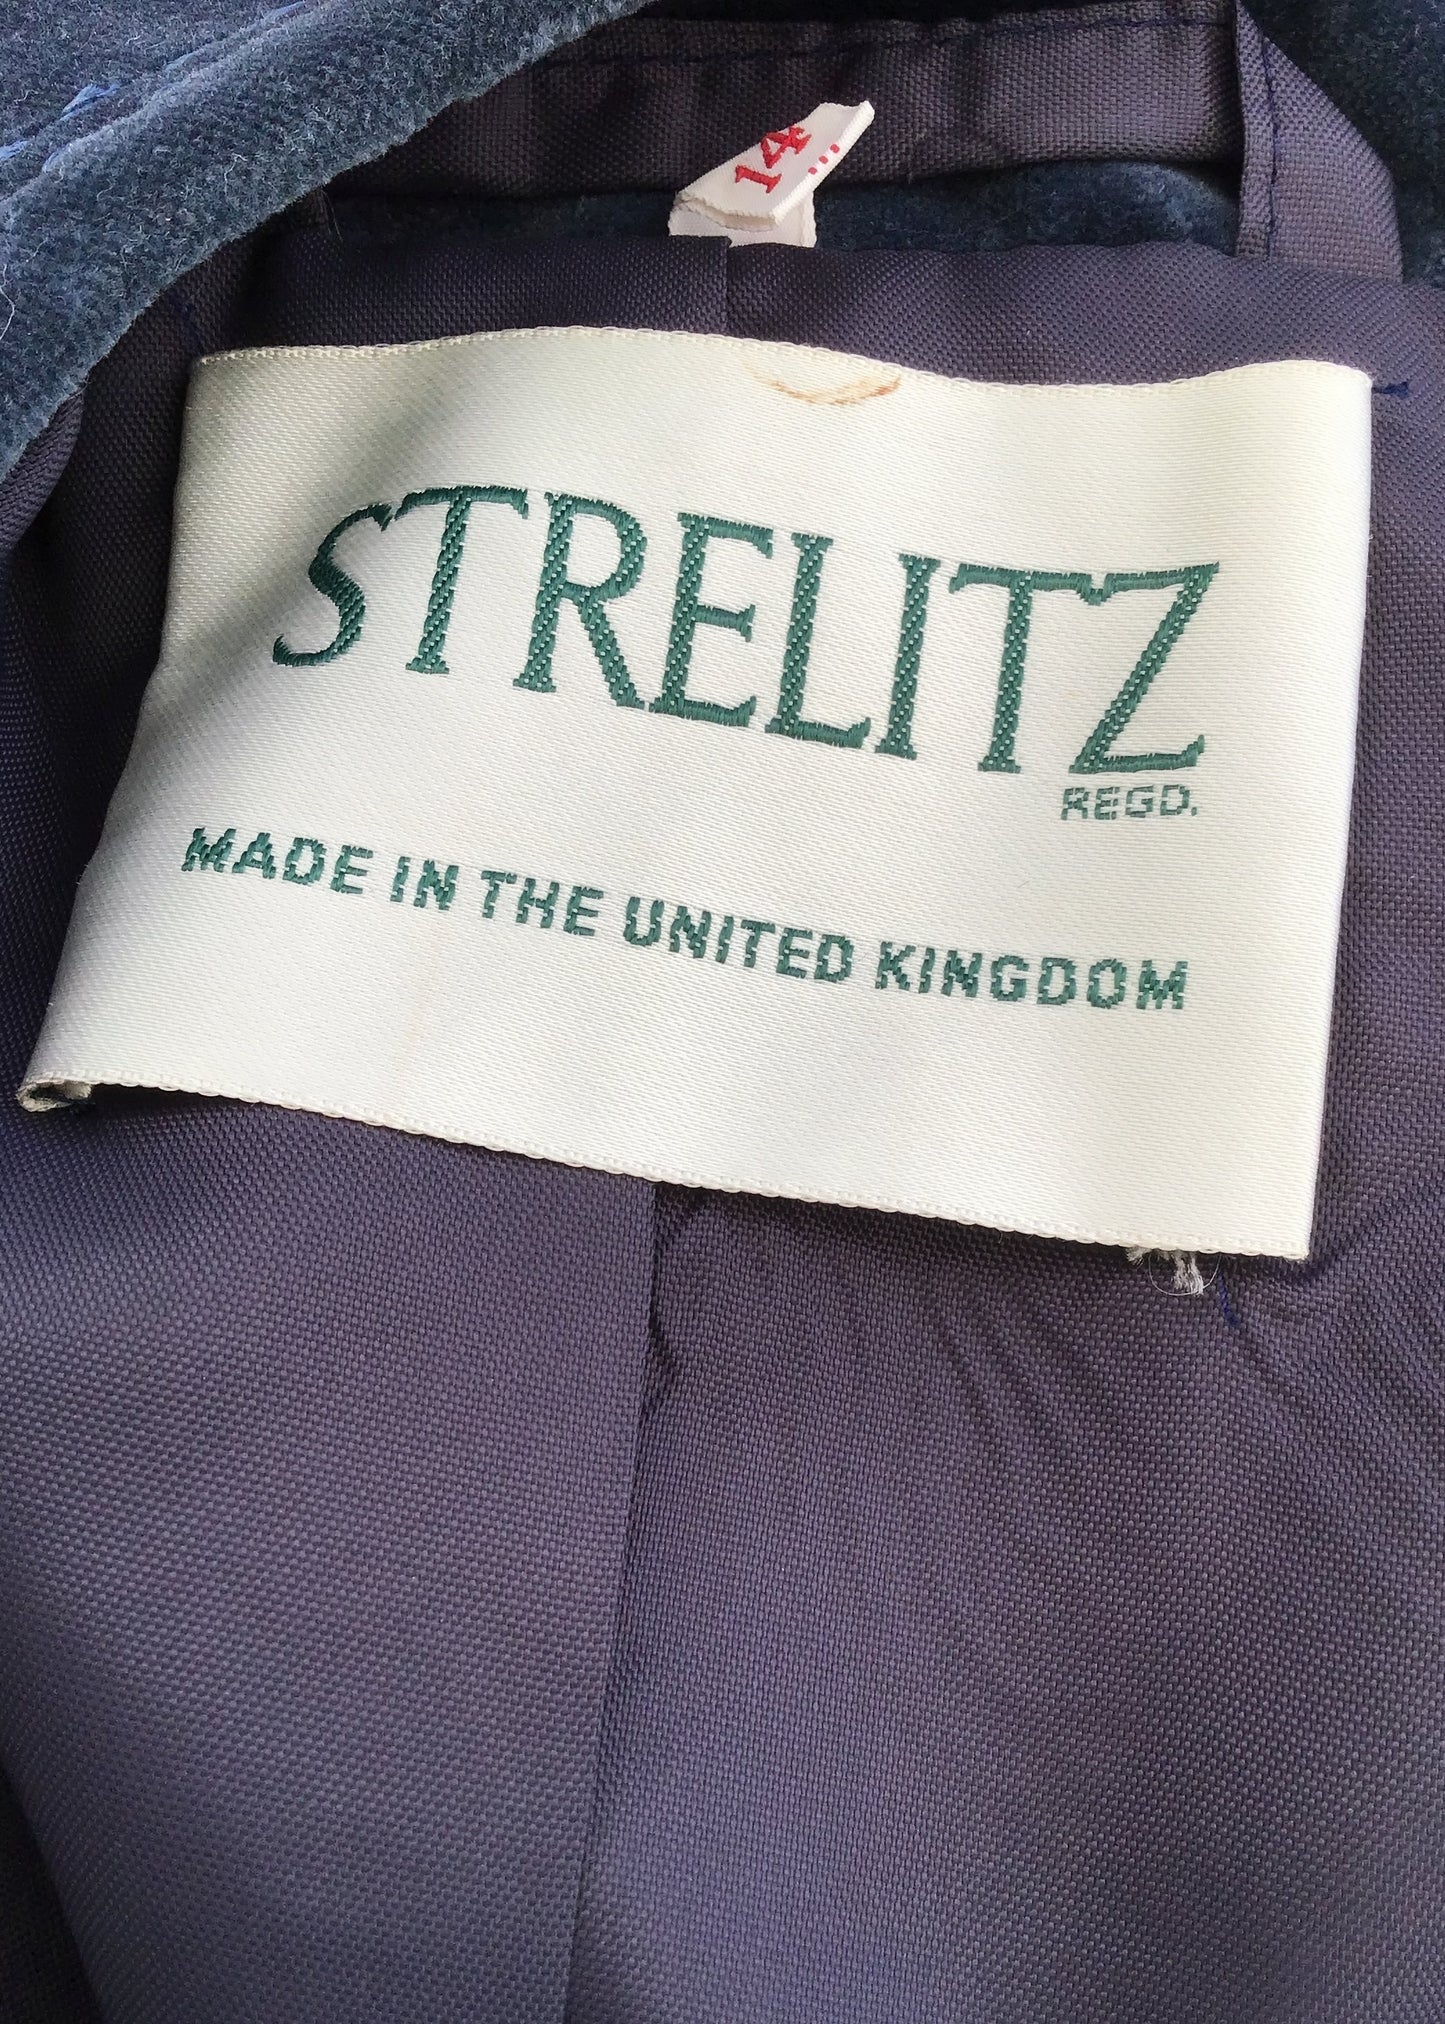 14
STRELITZ
REGD.
MADE IN THE UNITED KINGDOM